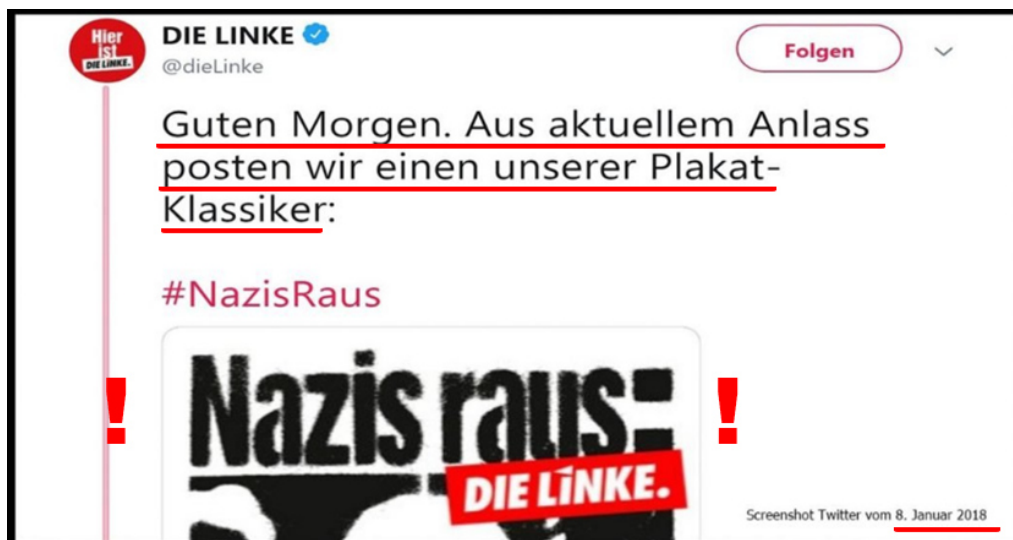 Hier
ist
DIE LINKE.
DIE LINKE
@dieLinke
Folgen
Guten Morgen. Aus aktuellem Anlass
posten wir einen unserer Plakat-
Klassiker:
#NazisRaus
! !
Nazis raus:
DIE LINKE.
Screenshot Twitter vom 8. Januar 2018